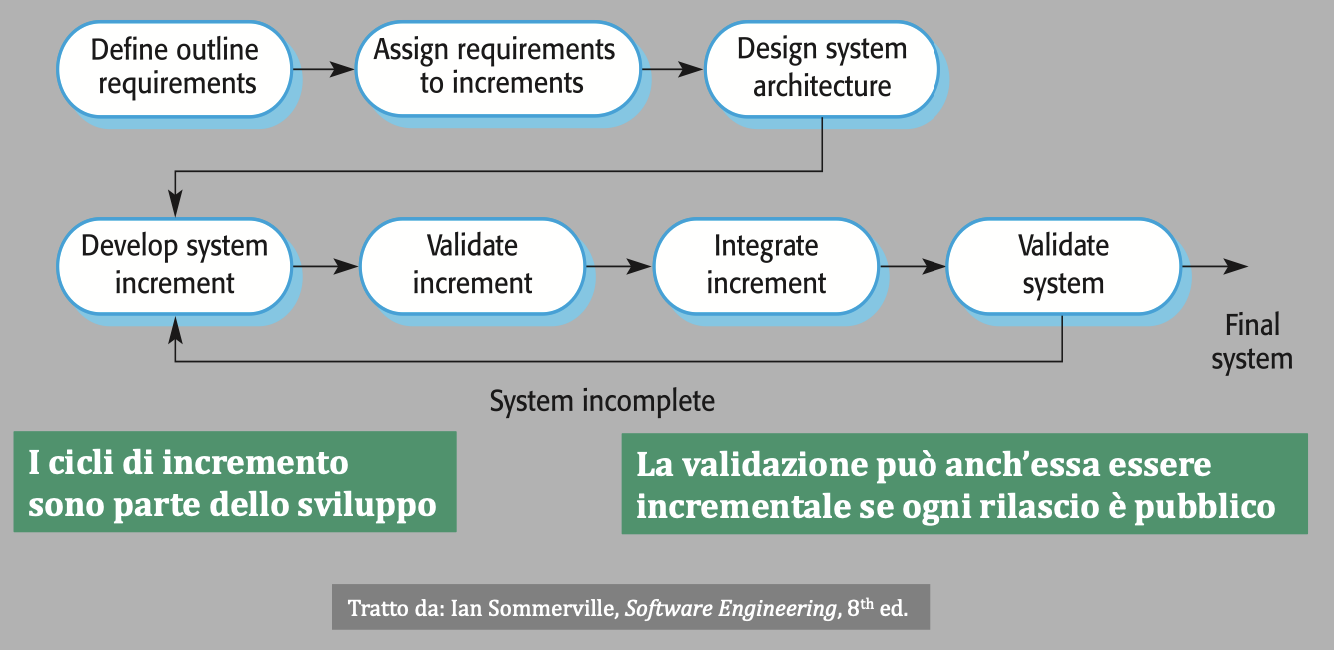 Define outline
requirements
Assign requirements
to increments
Design system
architecture
Develop system
increment
Validate
increment
Integrate
increment
Validate
system
Final
system
System incomplete
I cicli di incremento
sono parte dello sviluppo
La validazione può anch’essa essere
incrementale se ogni rilascio è pubblico
Tratto da: Ian Sommerville, Software Engineering, 8th ed.